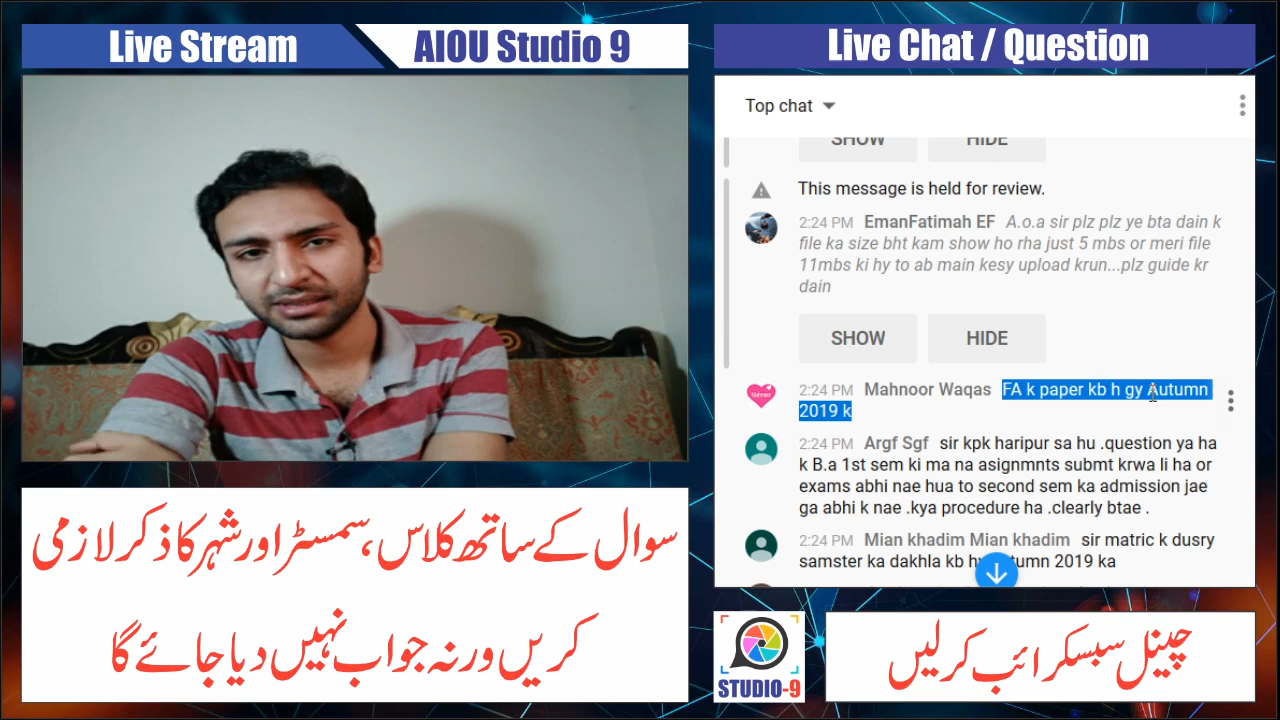 Live Stream
AIOU Studio 9
Live Chat / Question
Top chat
SHOW HIDE
This message is held for review.
2:24 PM EmanFatimah EF A.o.a sir plz plz ye bta dain k
file ka size bht kam show ho rha just 5 mbs or meri file
11mbs ki hy to ab main kesy upload krun...plz guide kr
dain
SHOW HIDE
2:24 PM Mahnoor Waqas FA k paper kb h gy Autumn
2019 k
2:24 PM Argf Sgf sir kpk haripur sa hu .question ya ha
k B.a 1st sem ki ma na asignmnts submt krwa li ha or
exams abhi nae hua to second sem ka admission jae
ga abhi k nae .kya procedure ha .clearly btae .
2:24 PM Mian khadim Mian khadim sir matric k dusry
samster ka dakhla kb tumn 2019 ka
سوال کے ساتھ کلاس، سمسٹر اور شہر کا ذکر لازمی
کریں ورنہ جواب نہیں دیا جائے گا
STUDIO-9
چینل سبسکرائب کر لیں